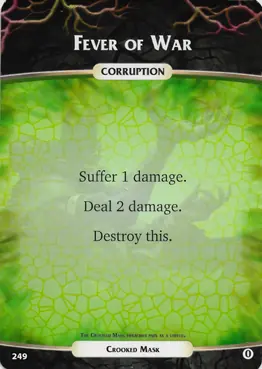 FEVER OF WAR
CORRUPTION
Suffer 1 damage.
Deal 2 damage.
Destroy this.
CROOKED MASK
249
0